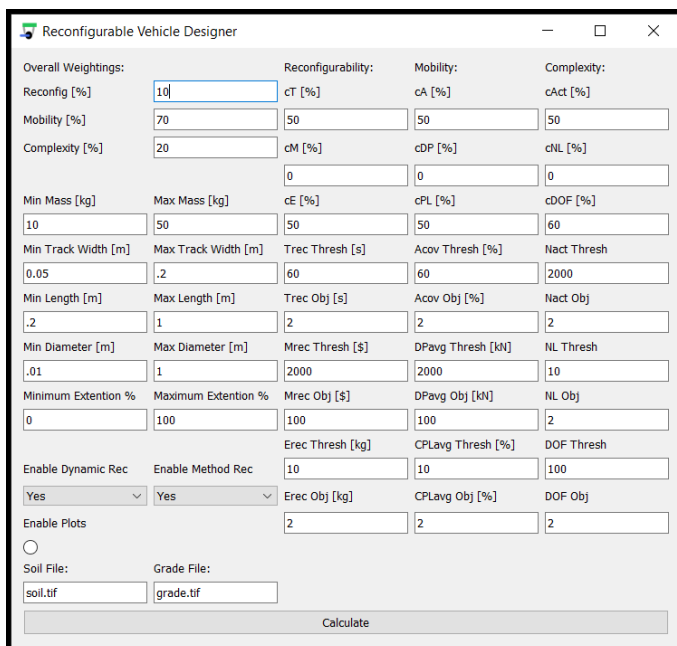 Reconfigurable Vehicle Designer
Overall Weightings: Reconfigurability: Mobility: Complexity:
Reconfig [%] 10 cT [%] cA [%] cAct [%]
Mobility [%] 70 50 50 50
Complexity [%] 20 cM [%] cDP [%] cNL [%]
0 0 0
Min Mass [kg] Max Mass [kg] cE [%] cPL [%] cDOF [%]
10 50 50 50 60
Min Track Width [m] Max Track Width [m] Trec Thresh [s] Acov Thresh [%] Nact Thresh
0.05 .2 60 60 2000
Min Length [m] Max Length [m] Trec Obj [s] Acov Obj [%] Nact Obj
.2 1 2 2 2
Min Diameter [m] Max Diameter [m] Mrec Thresh [$] DPavg Thresh [kN] NL Thresh
.01 1 2000 2000 10
Minimum Extention % Maximum Extention % Mrec Obj [$] DPavg Obj [kN] NL Obj
0 100 100 100 2
Erec Thresh [kg] CPLavg Thresh [%] DOF Thresh
Enable Dynamic Rec Enable Method Rec 10 10 100
Yes Yes Erec Obj [kg] CPLavg Obj [%] DOF Obj
Enable Plots 2 2 2
Soil File: Grade File:
soil.tif grade.tif
Calculate